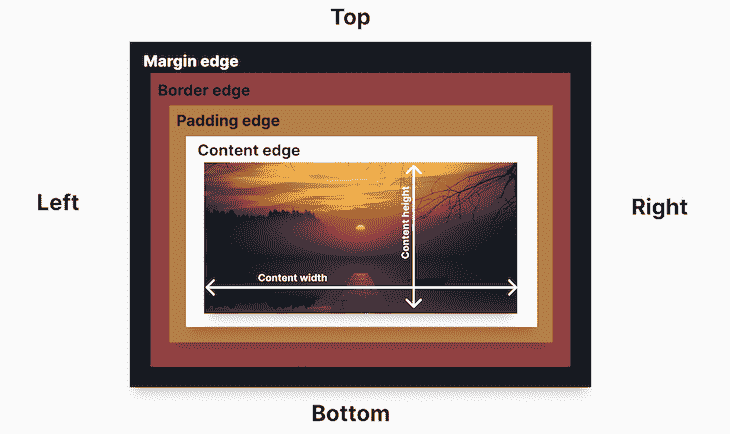 Top
Margin edge
Border edge
Padding edge
Content edge
Left
Content height
Right
Content width
Bottom